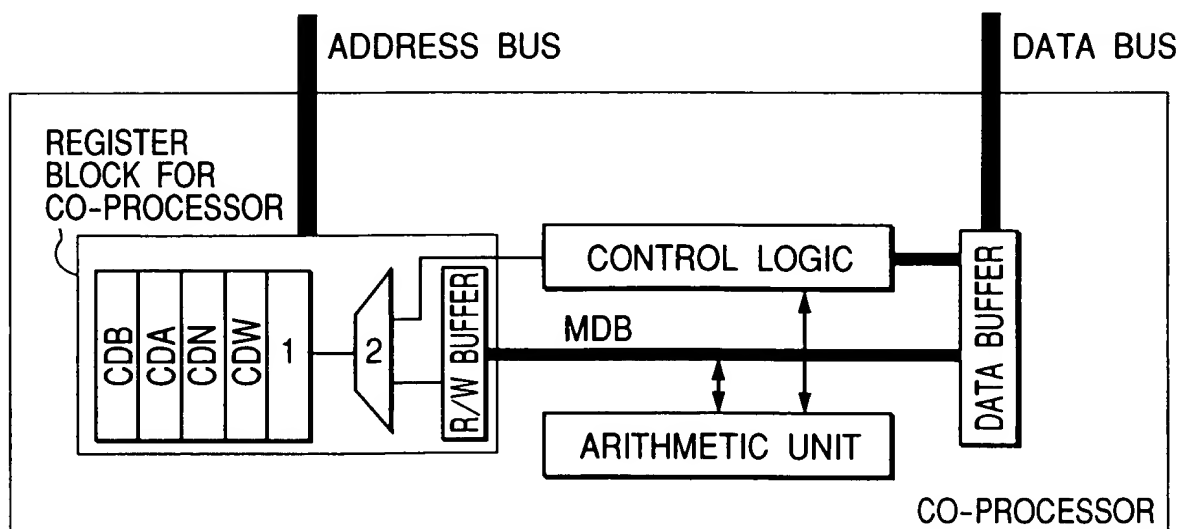 ADDRESS BUS
DATA BUS
REGISTER
BLOCK FOR
CO-PROCESSOR
CDB
CDA
CDN
CDW
1
2
R/W BUFFER
CONTROL LOGIC
MDB
ARITHMETIC UNIT
DATA BUFFER
CO-PROCESSOR